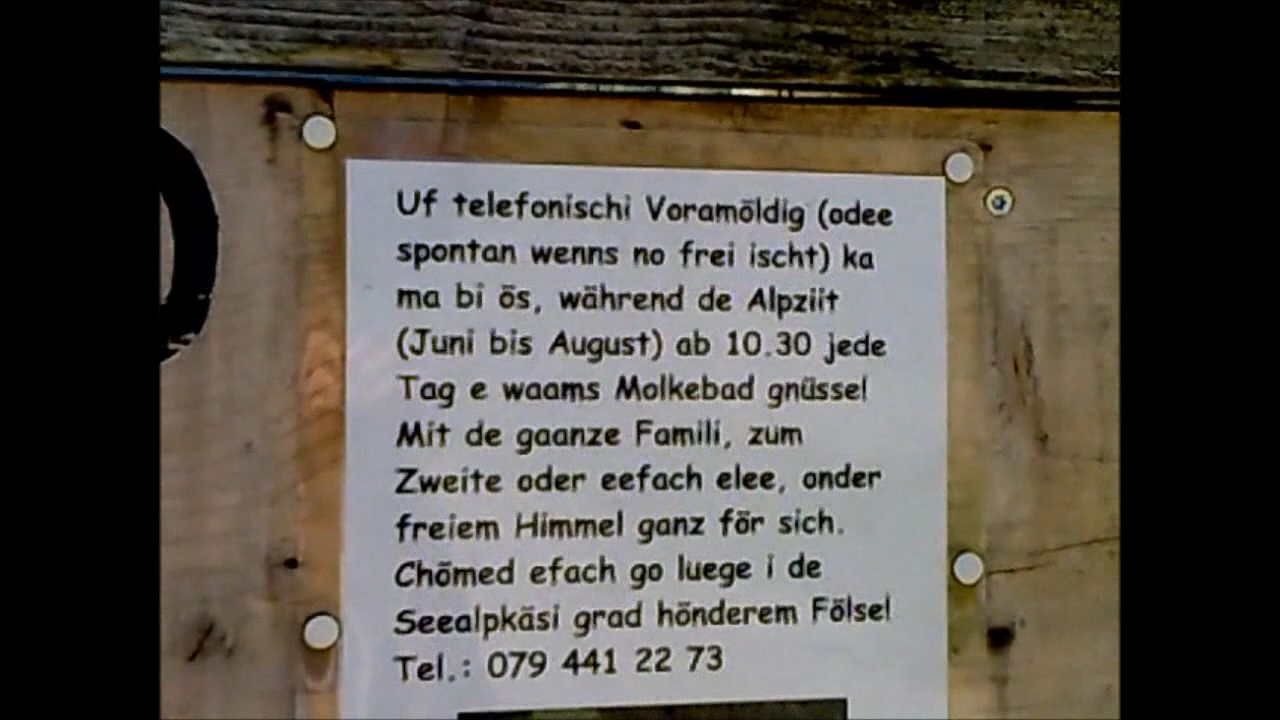 Uf telefonischi Voramöldig (odee
spontan wenns no frei ischt) ka
ma bi ös, während de Alpziit
(Juni bis August) ab 10.30 jede
Tag e waams Molkebad gnüsse!
Mit de gaanze Famili, zum
Zweite oder eefach elee, onder
freiem Himmel ganz för sich.
Chömed efach go luege i de
Seealpkäsi grad hönderem Fölse!
Tel.: 079 441 22 73